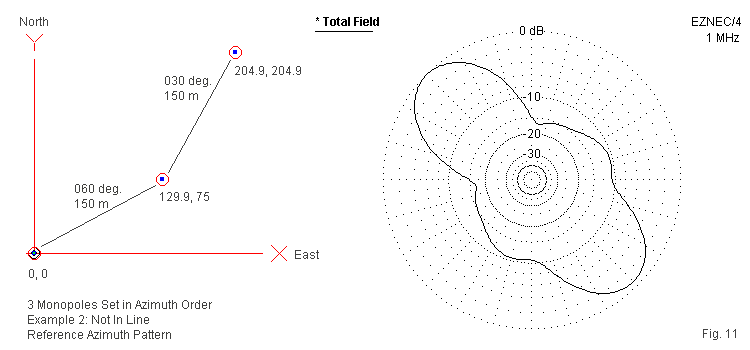 North
* Total Field
EZNEC/4
1 MHz
0 dB
-10
-20
-30
030 deg.
150 m
204.9, 204.9
060 deg.
150 m
129.9, 75
East
0, 0
3 Monopoles Set in Azimuth Order
Example 2: Not In Line
Reference Azimuth Pattern
Fig. 11